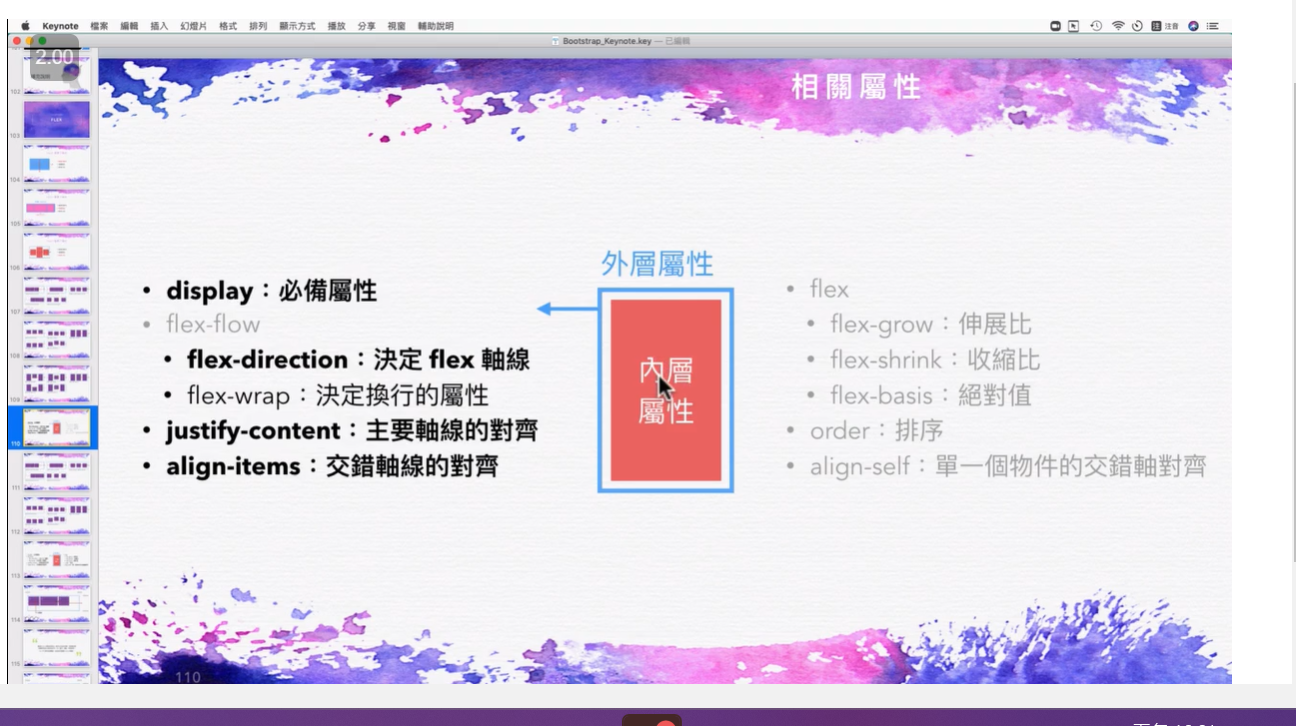 Keynote 檔案 編輯 插入 幻燈片 格式 排列 顯示方式 播放 分享 視窗 輔助說明
注音
Bootstrap_Keynote.key — 已編輯
2.00
相關屬性
外層屬性
內層
屬性
• display：必備屬性
• flex-flow
• flex-direction：決定 flex 軸線
• flex-wrap：決定換行的屬性
• justify-content：主要軸線的對齊
• align-items：交錯軸線的對齊
• flex
• flex-grow：伸展比
• flex-shrink：收縮比
• flex-basis：絕對值
• order：排序
• align-self：單一個物件的交錯軸對齊
102
103
FLEX
104
105
106
107
108
109
110
111
112
113
114
115
110